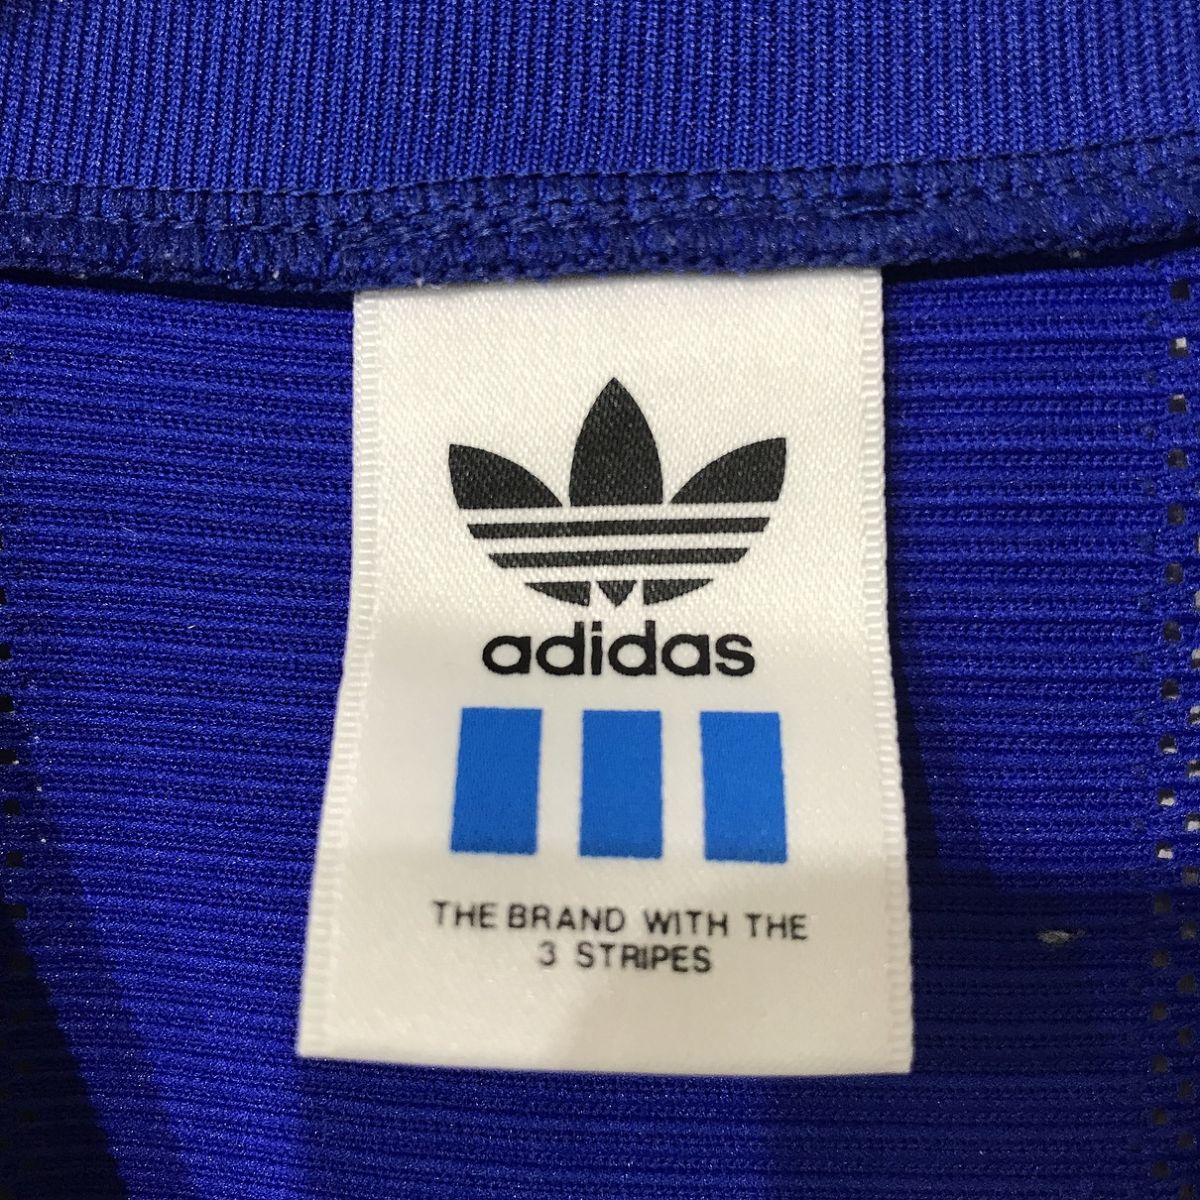 adidas
THE BRAND WITH THE
3 STRIPES